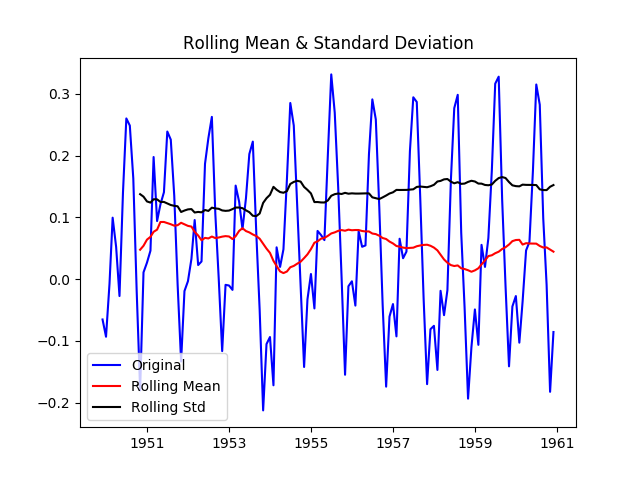 Rolling Mean & Standard Deviation
0.3
0.2
0.1
0.0
−0.1
−0.2
Original
Rolling Mean
Rolling Std
1951 1953 1955 1957 1959 1961